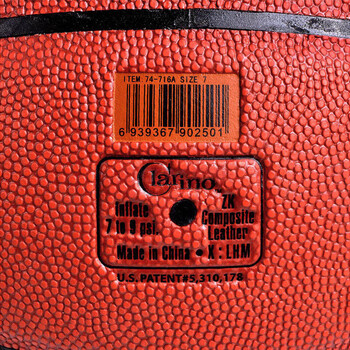 ITEM 74-716A SIZE 7
6 939367 902501
Clarino
ZK
Inflate Composite
7 to 9 psi. Leather
Made in China • X : LHM
U.S. PATENT#5,310,178